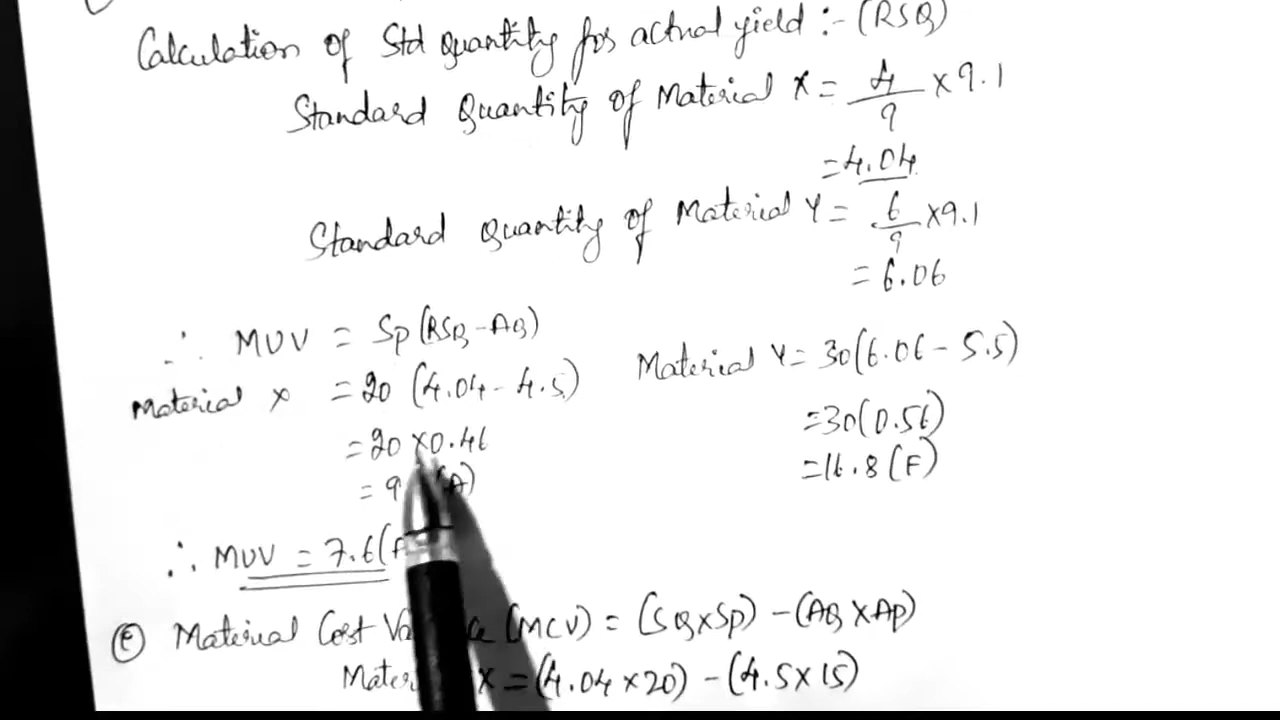 Calculation of Std Quantity for actual yield :- (RSQ)
Standard Quantity of Material X = 4/9 × 9.1
= 4.04
Standard Quantity of Material Y = 6/9 × 9.1
= 6.06
∴ MUV = Sp(RSQ - AQ)
Material X = 20 (4.04 - 4.5)
= 20 × 0.46
= 9 (A)
∴ MUV = 7.6(
Material Y = 30(6.06 - 5.5)
= 30(0.56)
= 16.8 (F)
(E) Material Cost (MCV) = (SQ×Sp) - (AQ×Ap)
X = (4.04 × 20) - (4.5 × 15)